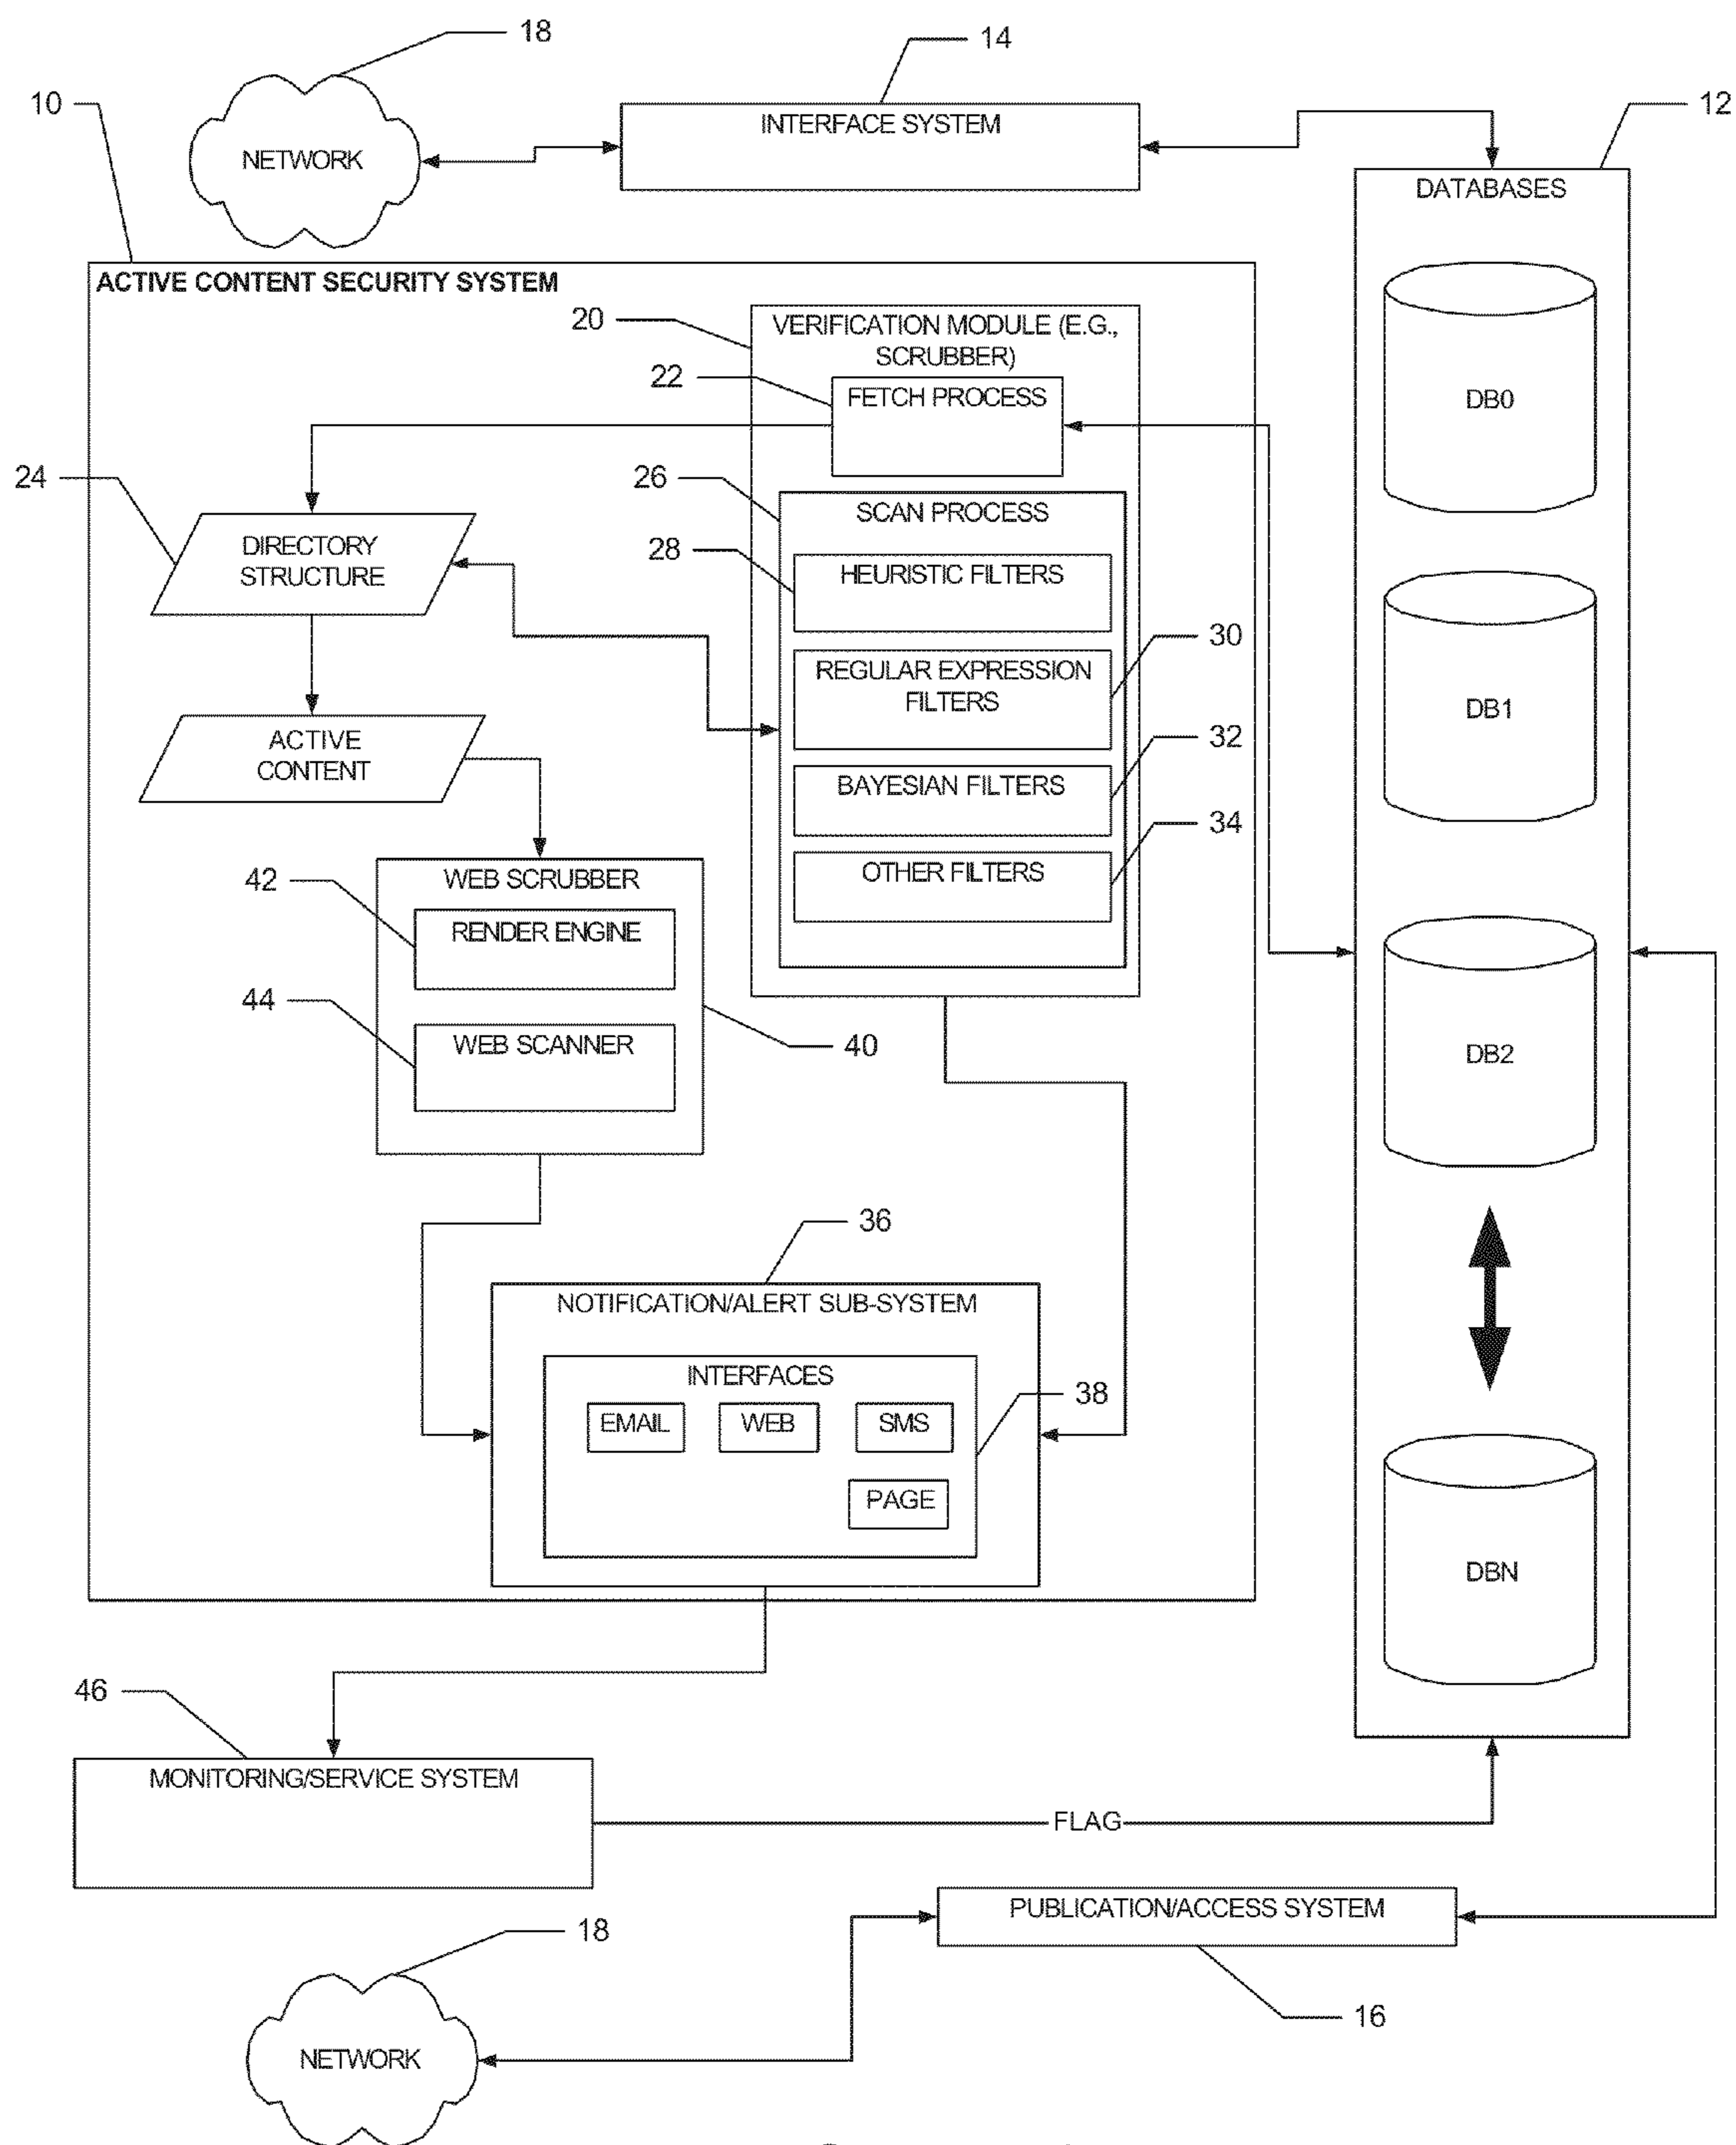 18
14
10
INTERFACE SYSTEM
12
NETWORK
DATABASES
ACTIVE CONTENT SECURITY SYSTEM
20
VERIFICATION MODULE (E.G.,
SCRUBBER)
22
FETCH PROCESS
DB0
24
26
SCAN PROCESS
DIRECTORY
STRUCTURE
28
HEURISTIC FILTERS
30
REGULAR EXPRESSION
FILTERS
DB1
ACTIVE
CONTENT
32
BAYESIAN FILTERS
34
OTHER FILTERS
42
WEB SCRUBBER
RENDER ENGINE
44
WEB SCANNER
40
DB2
36
NOTIFICATION/ALERT SUB-SYSTEM
INTERFACES
38
EMAIL
WEB
SMS
PAGE
DBN
46
MONITORING/SERVICE SYSTEM
FLAG
PUBLICATION/ACCESS SYSTEM
18
16
NETWORK